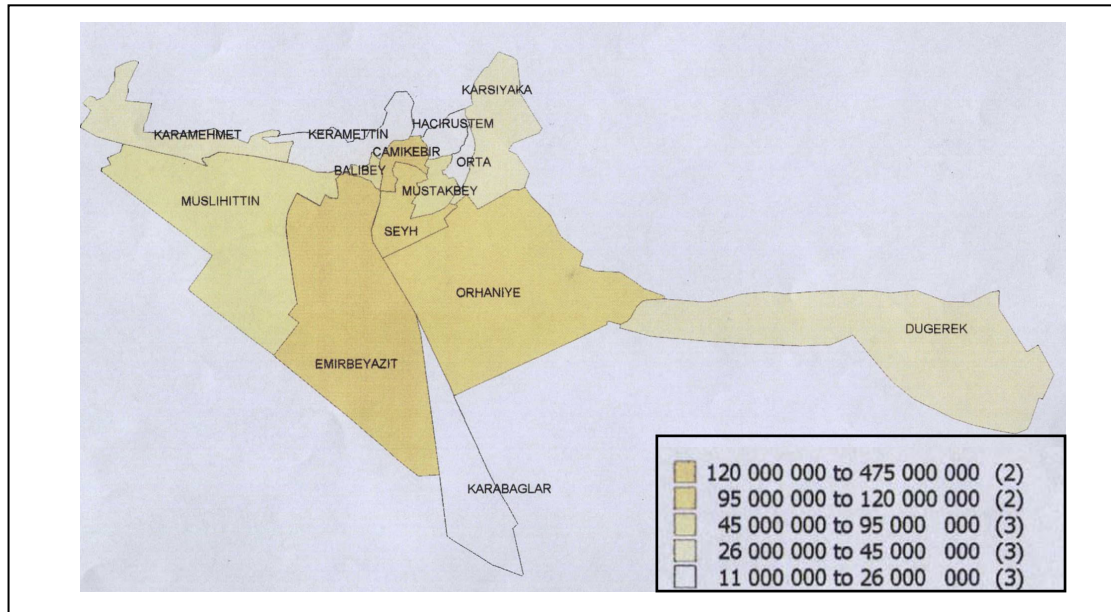 KARSIYAKA
HACIRUSTEM
KARAMEHMET
KERAMETTIN
CAMIKEBIR
ORTA
BALIBEY
MUSTAKBEY
MUSLIHITTIN
SEYH
ORHANIYE
DUGEREK
EMIRBEYAZIT
KARABAGLAR
120 000 000 to 475 000 000 (2)
95 000 000 to 120 000 000 (2)
45 000 000 to 95 000 000 (3)
26 000 000 to 45 000 000 (3)
11 000 000 to 26 000 000 (3)